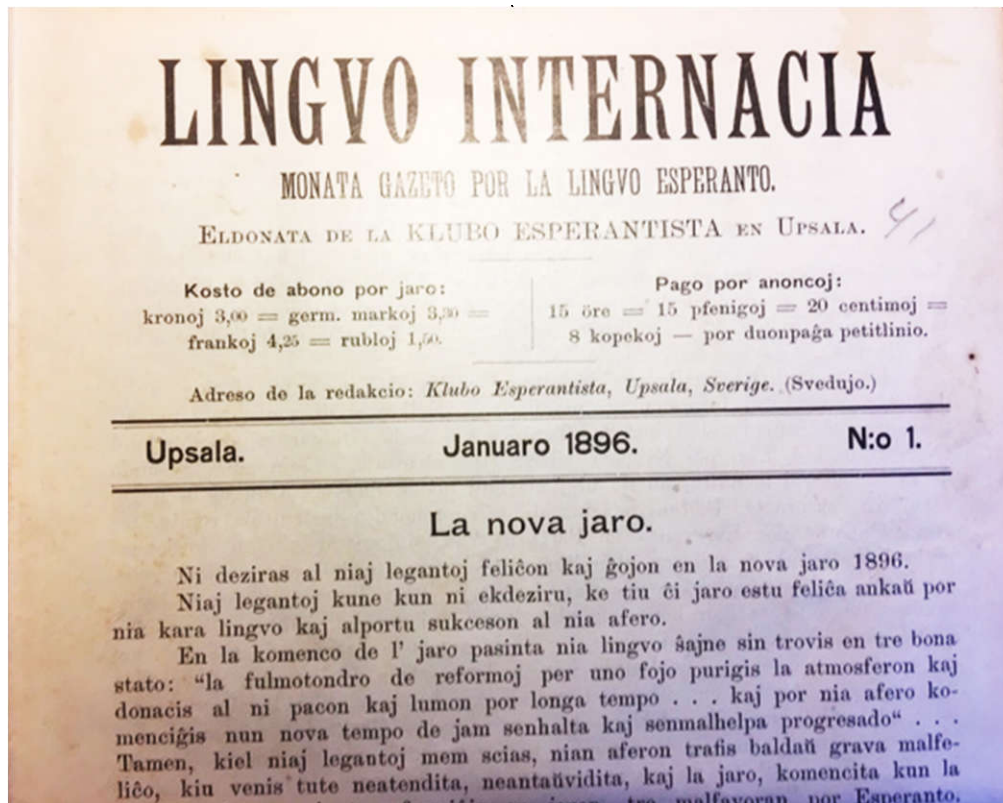 LINGVO INTERNACIA
MONATA GAZETO POR LA LINGVO ESPERANTO.
ELDONATA DE LA KLUBO ESPERANTISTA EN UPSALA.
41
Kosto de abono por jaro:
kronoj 3,00 = germ. markoj 3,30 =
frankoj 4,25 = rubloj 1,50.
Pago por anoncoj:
15 öre = 15 pfenigoj = 20 centimoj =
8 kopekoj — por duonpaĝa petitlinio.
Adreso de la redakcio: Klubo Esperantista, Upsala, Sverige. (Svedujo.)
Upsala. Januaro 1896. N:o 1.
La nova jaro.
Ni deziras al niaj legantoj feliĉon kaj ĝojon en la nova jaro 1896.
Niaj legantoj kune kun ni ekdeziru, ke tiu ĉi jaro estu feliĉa ankaŭ por
nia kara lingvo kaj alportu sukceson al nia afero.
En la komenco de l' jaro pasinta nia lingvo ŝajne sin trovis en tre bona
stato: "la fulmotondro de reformoj per uno fojo purigis la atmosferon kaj
donacis al ni pacon kaj lumon por longa tempo . . . kaj por nia afero ko-
menciĝis nun nova tempo de jam senhalta kaj senmalhelpa progresado“ . . .
Tamen, kiel niaj legantoj mem scias, nian aferon trafis baldaŭ grava malfe-
liĉo, kiu venis tute neatendita, neantaŭvidita, kaj la jaro, komencita kun la
tre malfavoran por Esperanto.